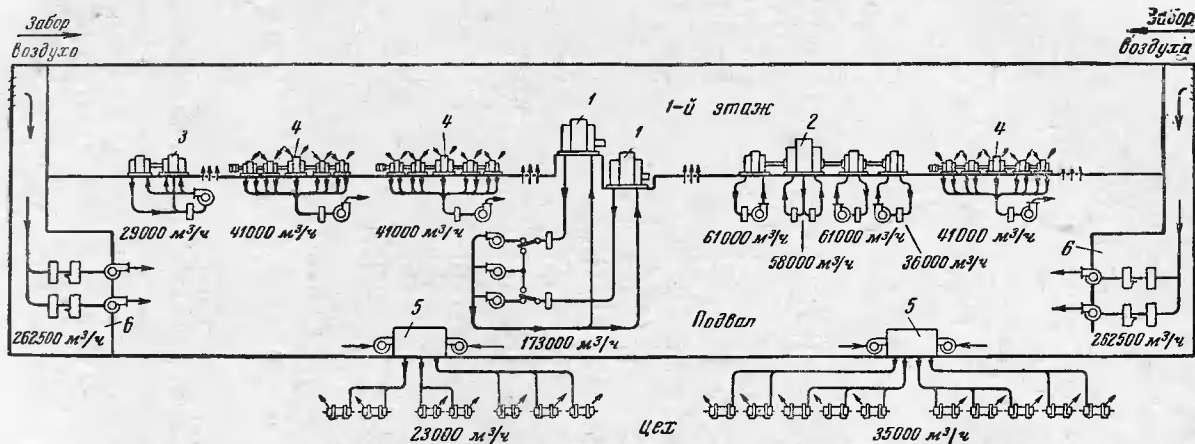 Забор
воздуха
Забор
воздуха
1-й этаж
1
1
2
3
4
4
4
29000 м³/ч
41000 м³/ч
41000 м³/ч
61000 м³/ч
61000 м³/ч
41000 м³/ч
58000 м³/ч
36000 м³/ч
6
6
262500 м³/ч
173000 м³/ч
Подвал
262500 м³/ч
5
5
23000 м³/ч
цех
35000 м³/ч